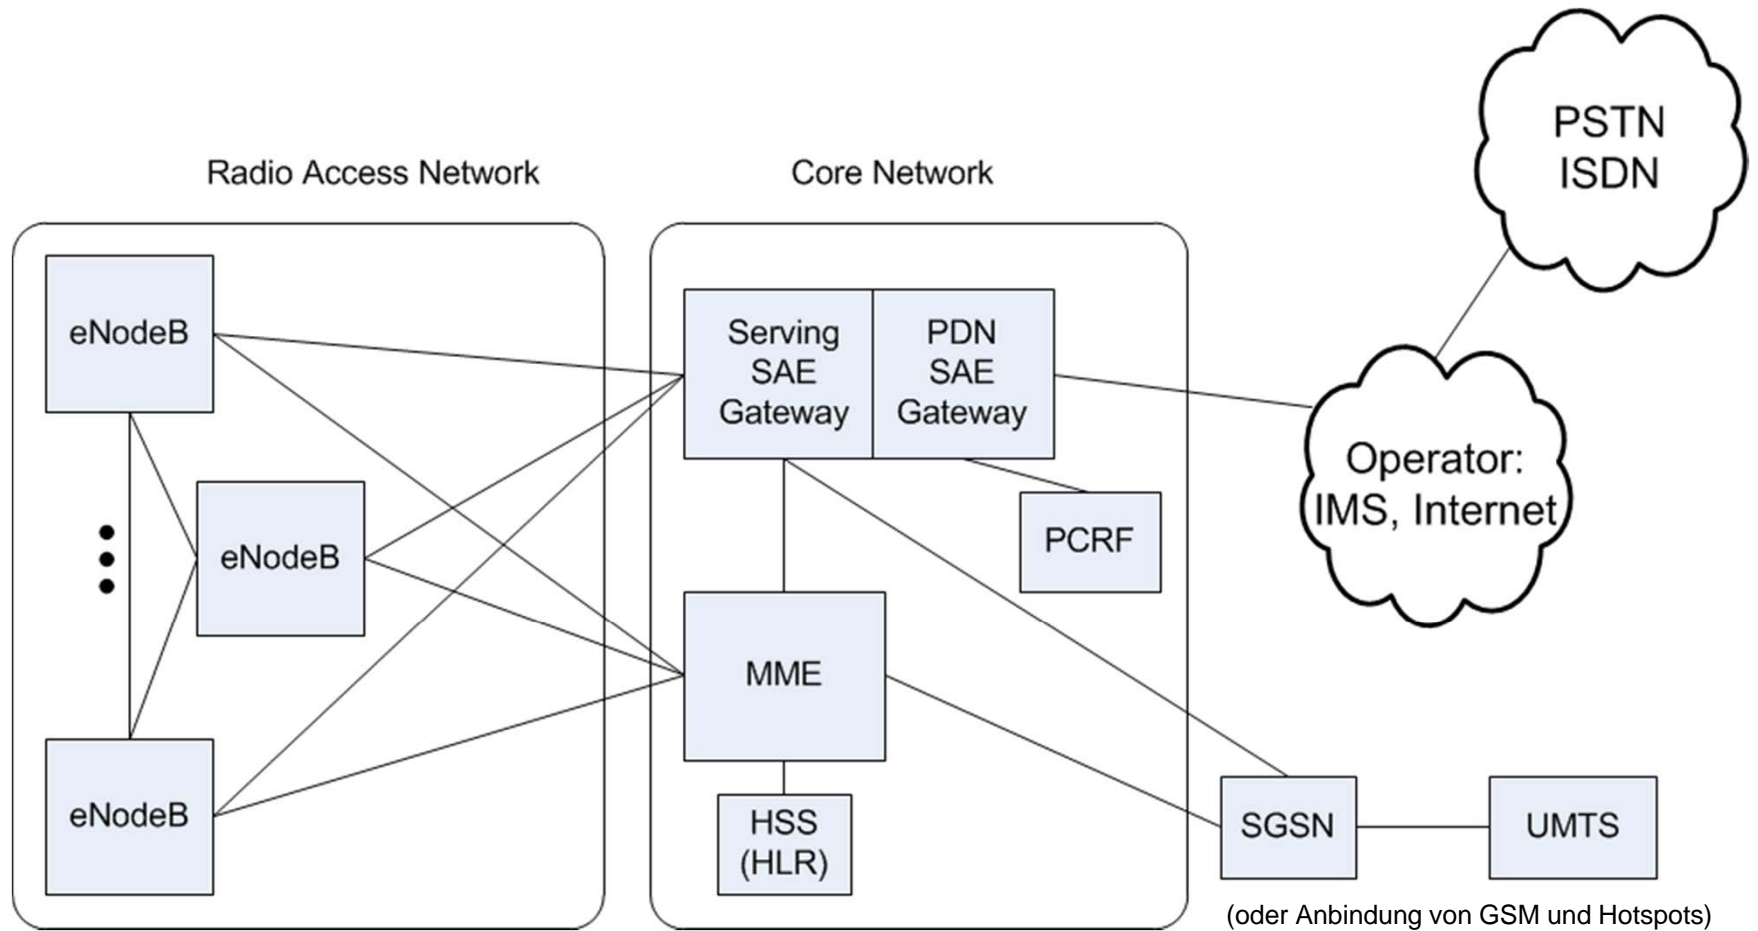 PSTN
ISDN
Radio Access Network
Core Network
eNodeB
Serving
SAE
Gateway
PDN
SAE
Gateway
Operator:
IMS, Internet
eNodeB
PCRF
MME
eNodeB
HSS
(HLR)
SGSN
UMTS
(oder Anbindung von GSM und Hotspots)